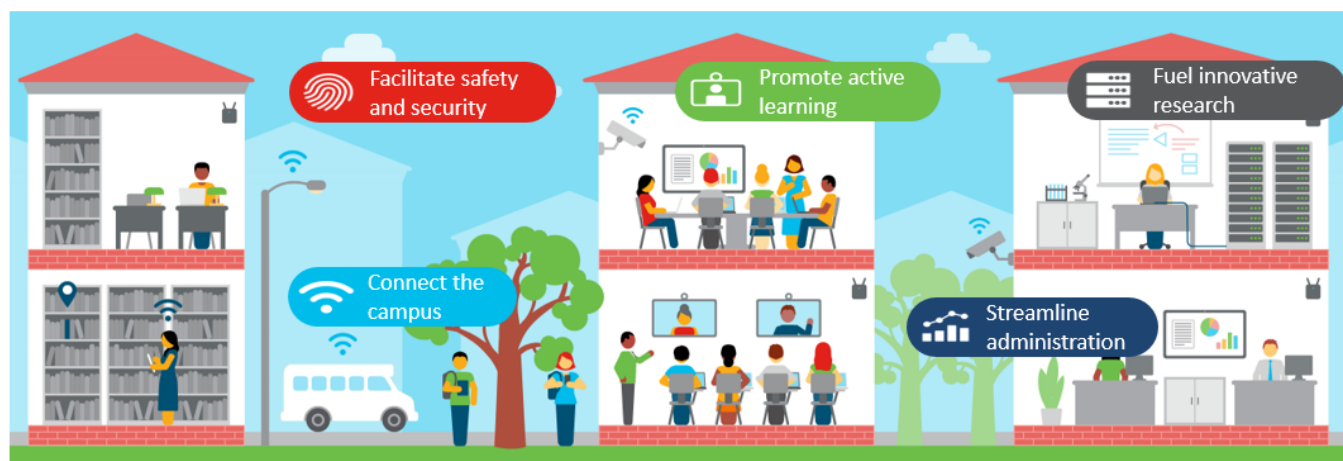 Facilitate safety
and security
Promote active
learning
Fuel innovative
research
Connect the
campus
Streamline
administration